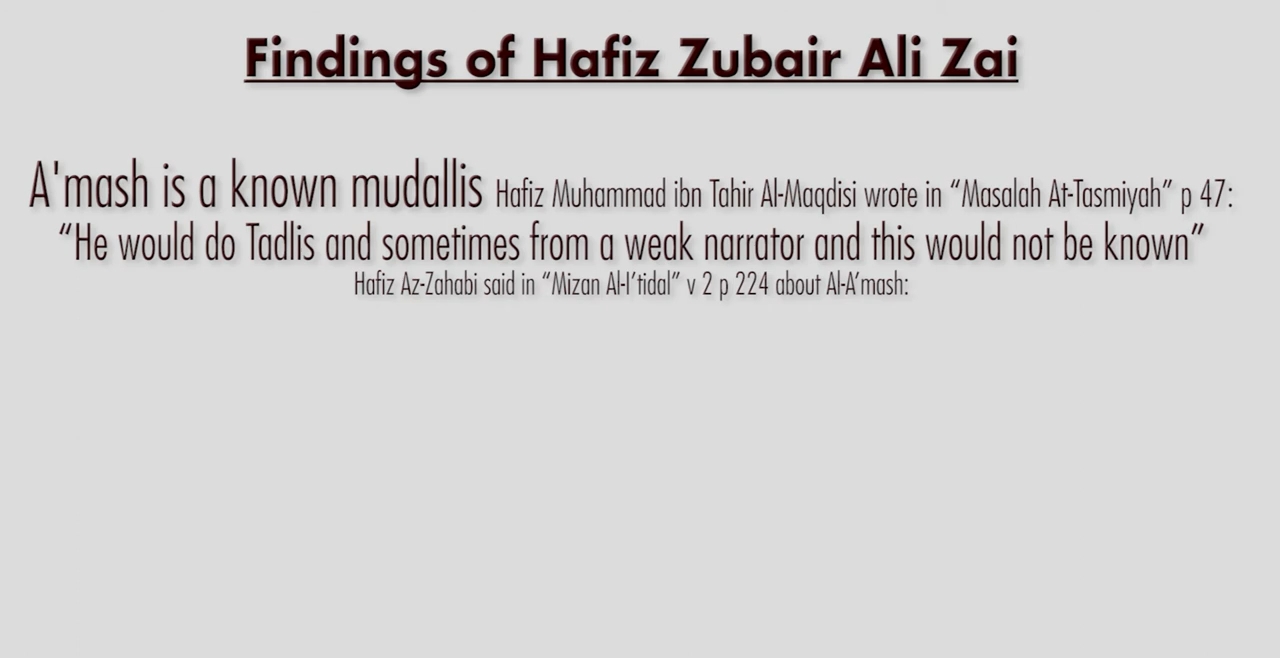 Findings of Hafiz Zubair Ali Zai
A'mash is a known mudallis Hafiz Muhammad ibn Tahir Al-Maqdisi wrote in “Masalah At-Tasmiyah” p 47:
“He would do Tadlis and sometimes from a weak narrator and this would not be known”
Hafiz Az-Zahabi said in “Mizan Al-I’tidal” v 2 p 224 about Al-A’mash: